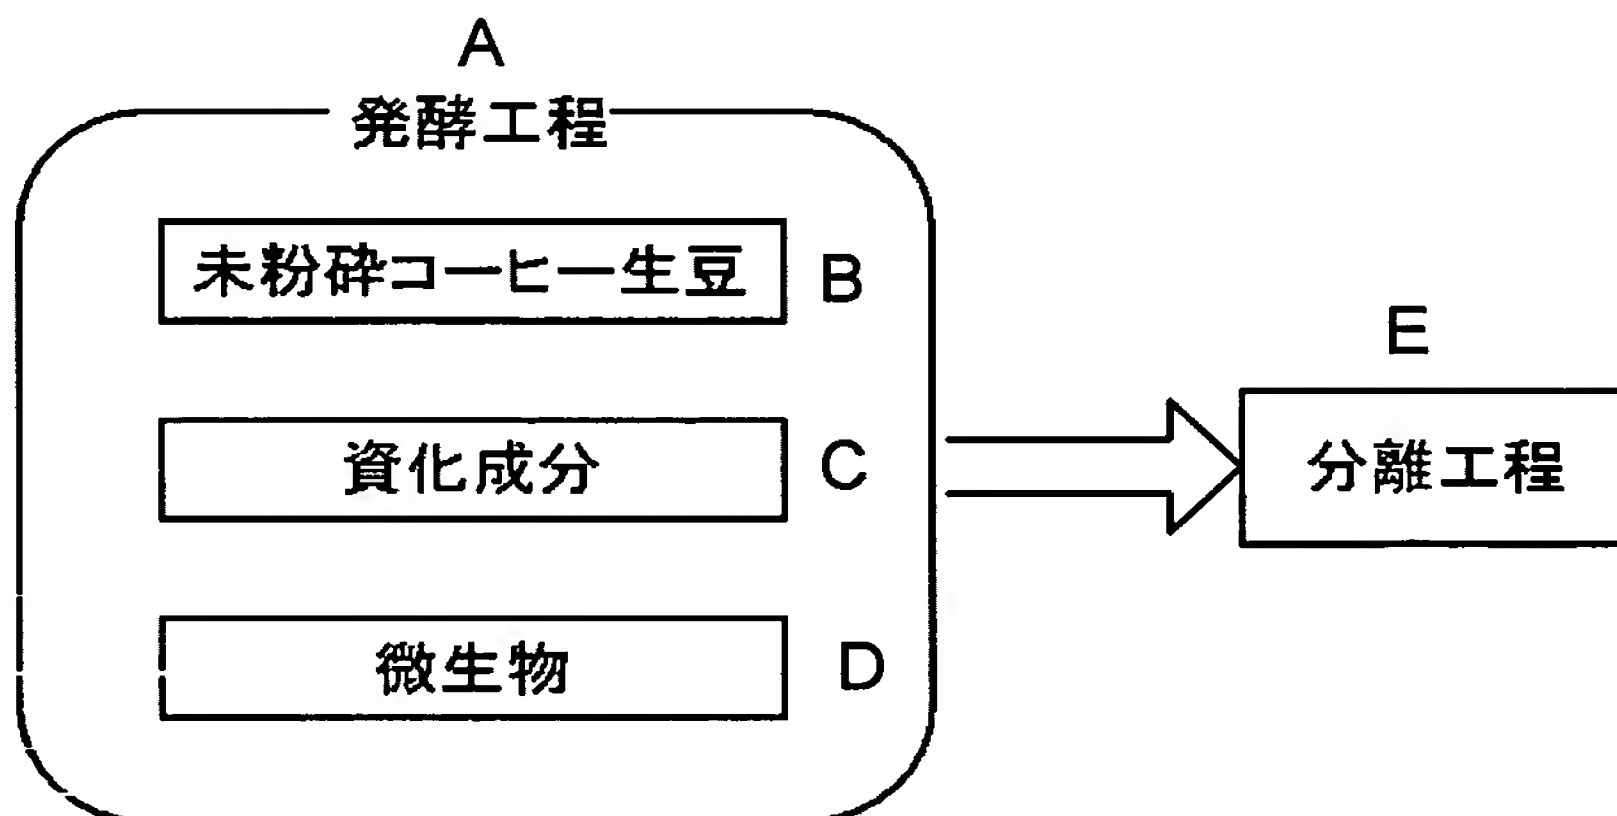 A
発酵工程
未粉砕コーヒー生豆 B
資化成分 C
微生物 D
E
分離工程